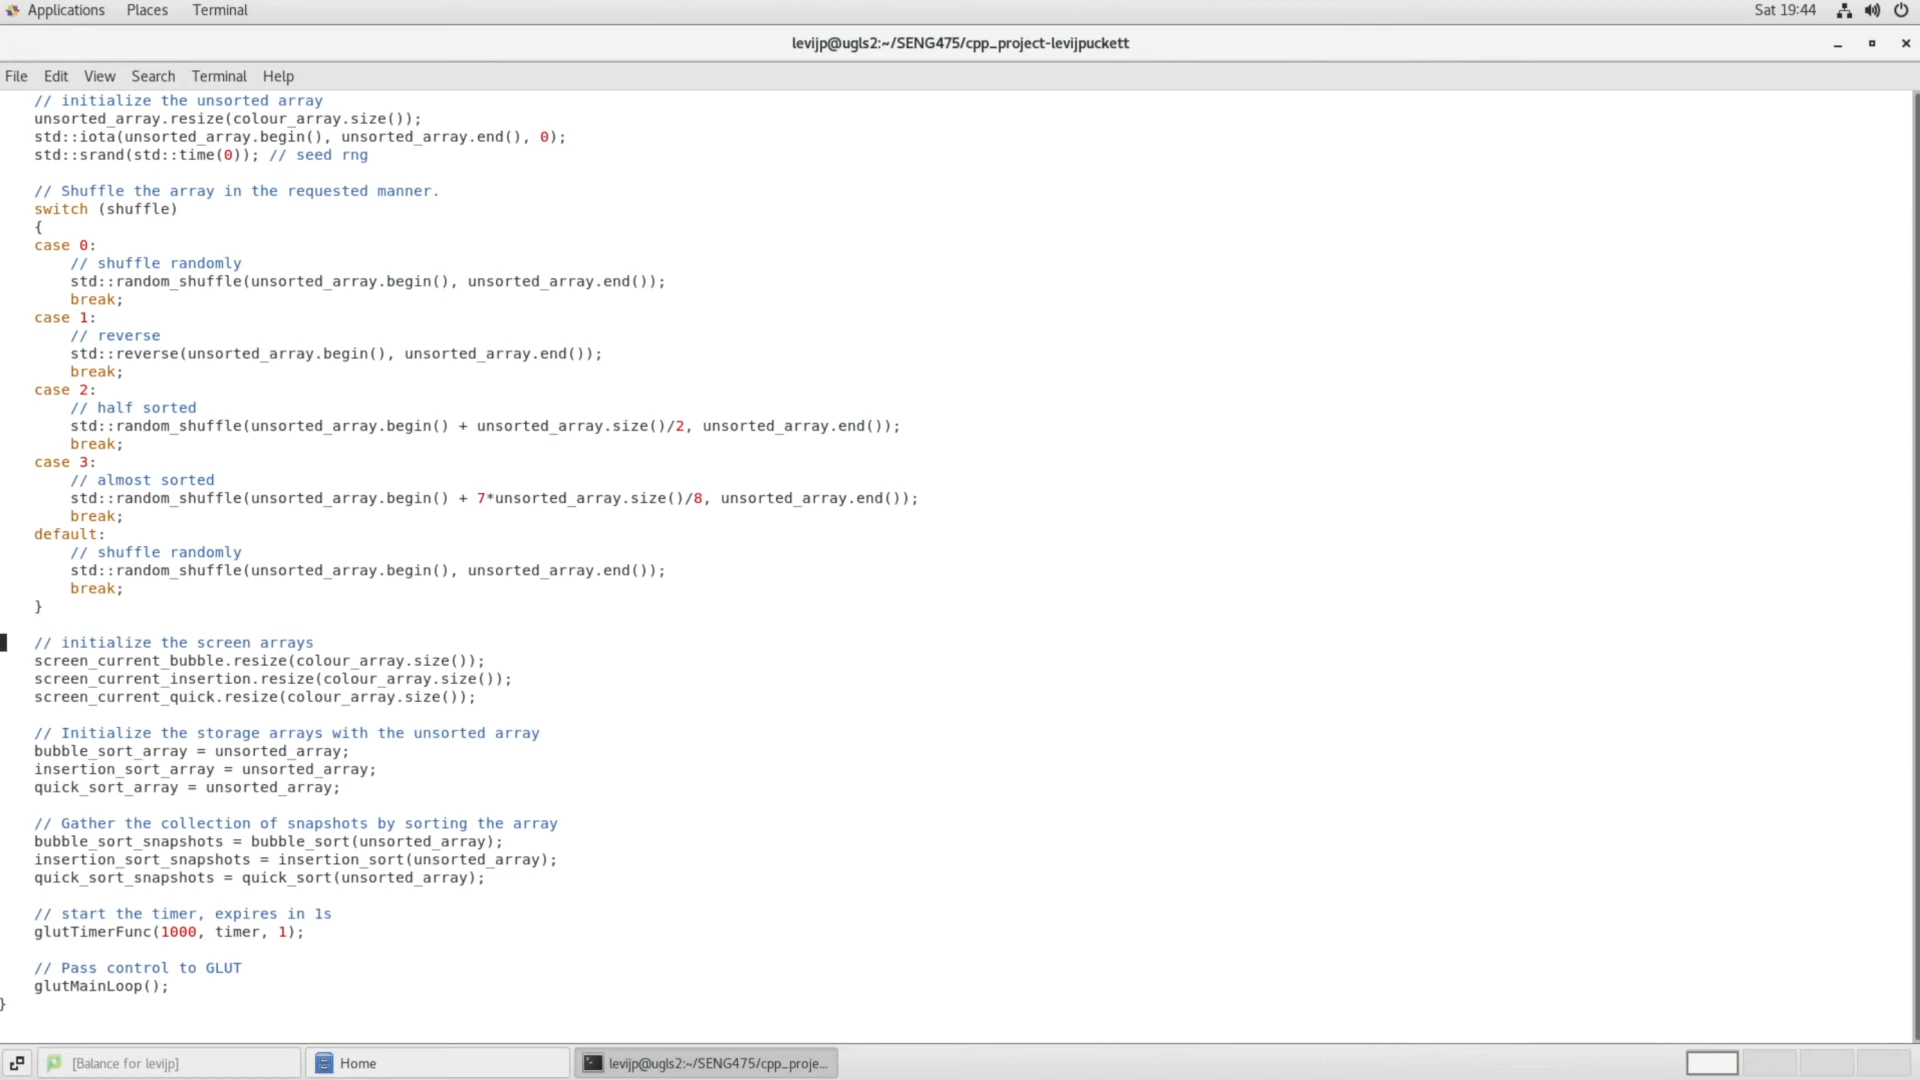 Applications Places Terminal Sat 19:44
levijp@ugls2:~/SENG475/cpp_project-levijpuckett
File Edit View Search Terminal Help
// initialize the unsorted array
unsorted_array.resize(colour_array.size());
std::iota(unsorted_array.begin(), unsorted_array.end(), 0);
std::srand(std::time(0)); // seed rng
// Shuffle the array in the requested manner.
switch (shuffle)
{
case 0:
// shuffle randomly
std::random_shuffle(unsorted_array.begin(), unsorted_array.end());
break;
case 1:
// reverse
std::reverse(unsorted_array.begin(), unsorted_array.end());
break;
case 2:
// half sorted
std::random_shuffle(unsorted_array.begin() + unsorted_array.size()/2, unsorted_array.end());
break;
case 3:
// almost sorted
std::random_shuffle(unsorted_array.begin() + 7*unsorted_array.size()/8, unsorted_array.end());
break;
default:
// shuffle randomly
std::random_shuffle(unsorted_array.begin(), unsorted_array.end());
break;
}
// initialize the screen arrays
screen_current_bubble.resize(colour_array.size());
screen_current_insertion.resize(colour_array.size());
screen_current_quick.resize(colour_array.size());
// Initialize the storage arrays with the unsorted array
bubble_sort_array = unsorted_array;
insertion_sort_array = unsorted_array;
quick_sort_array = unsorted_array;
// Gather the collection of snapshots by sorting the array
bubble_sort_snapshots = bubble_sort(unsorted_array);
insertion_sort_snapshots = insertion_sort(unsorted_array);
quick_sort_snapshots = quick_sort(unsorted_array);
// start the timer, expires in 1s
glutTimerFunc(1000, timer, 1);
// Pass control to GLUT
glutMainLoop();
}
[Balance for levijp] Home levijp@ugls2:~/SENG475/cpp_proje...